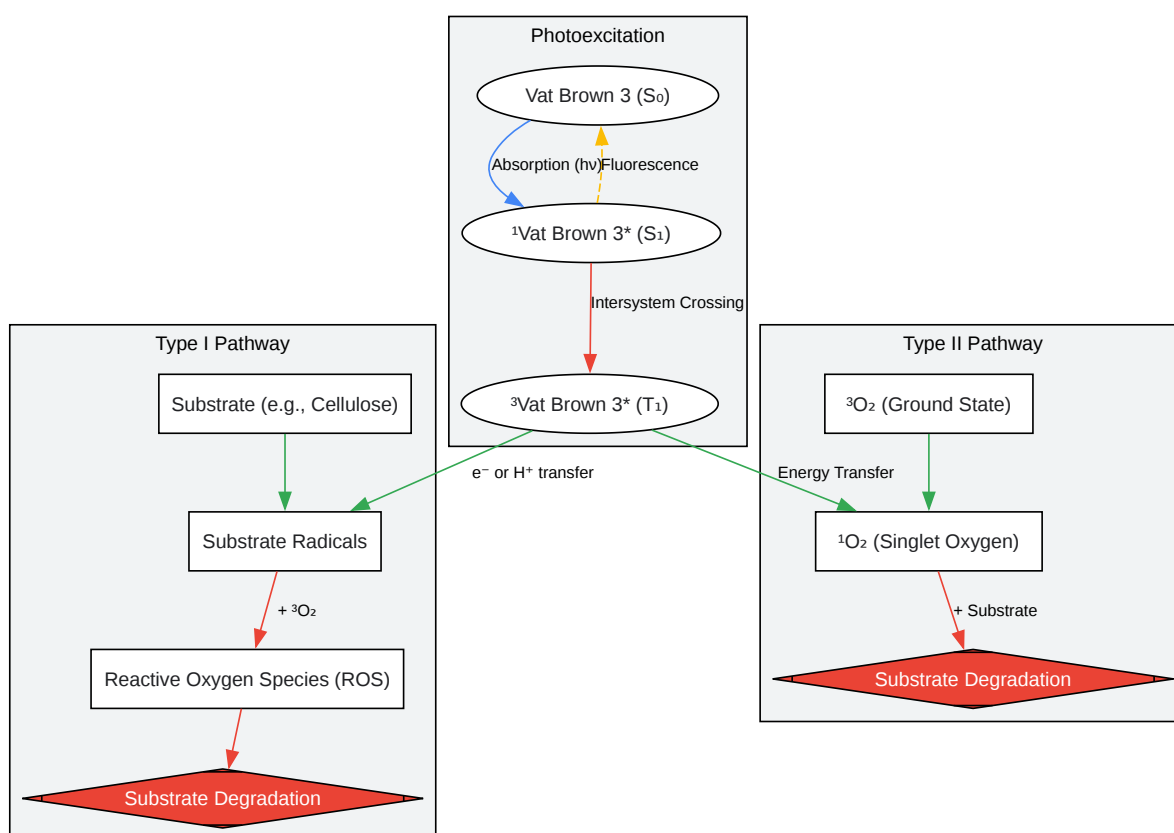 Photoexcitation
Vat Brown 3 (S₀)
Absorption (hν)
Fluorescence
¹Vat Brown 3* (S₁)
Intersystem Crossing
³Vat Brown 3* (T₁)
Type I Pathway
Substrate (e.g., Cellulose)
e⁻ or H⁺ transfer
Substrate Radicals
+ ³O₂
Reactive Oxygen Species (ROS)
Substrate Degradation
Type II Pathway
³O₂ (Ground State)
Energy Transfer
¹O₂ (Singlet Oxygen)
+ Substrate
Substrate Degradation